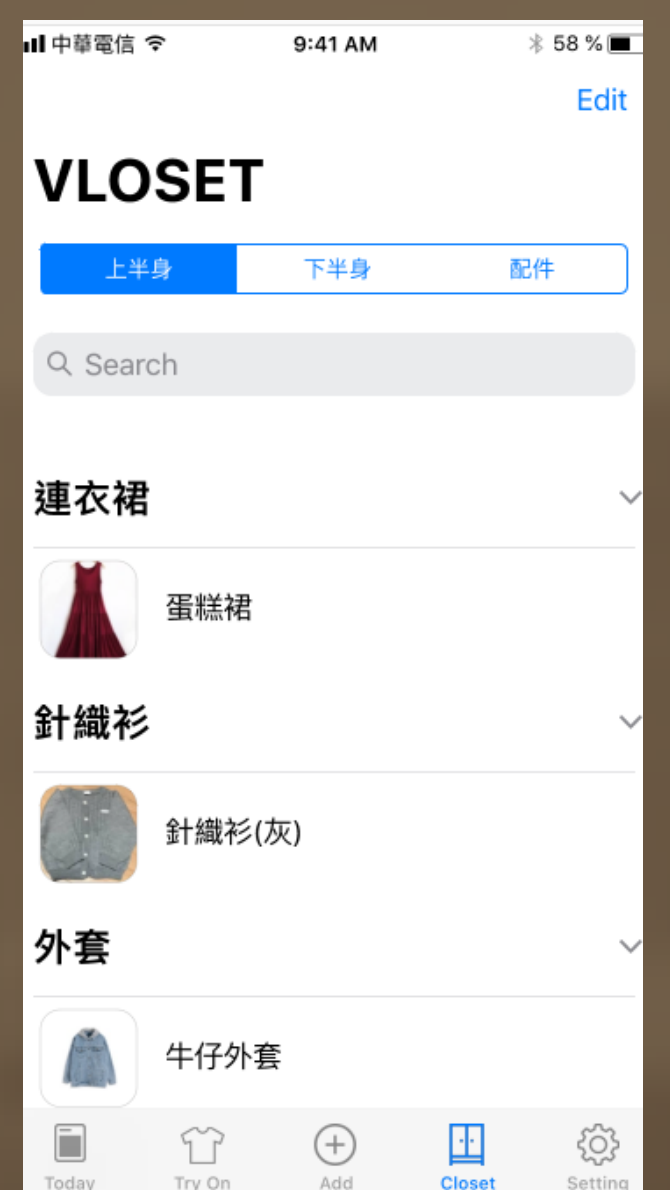 中華電信 9:41 AM 58 %
Edit
VLOSET
上半身 下半身 配件
Search
連衣裙
蛋糕裙
針織衫
針織衫(灰)
外套
牛仔外套
Today Try On Add Closet Setting